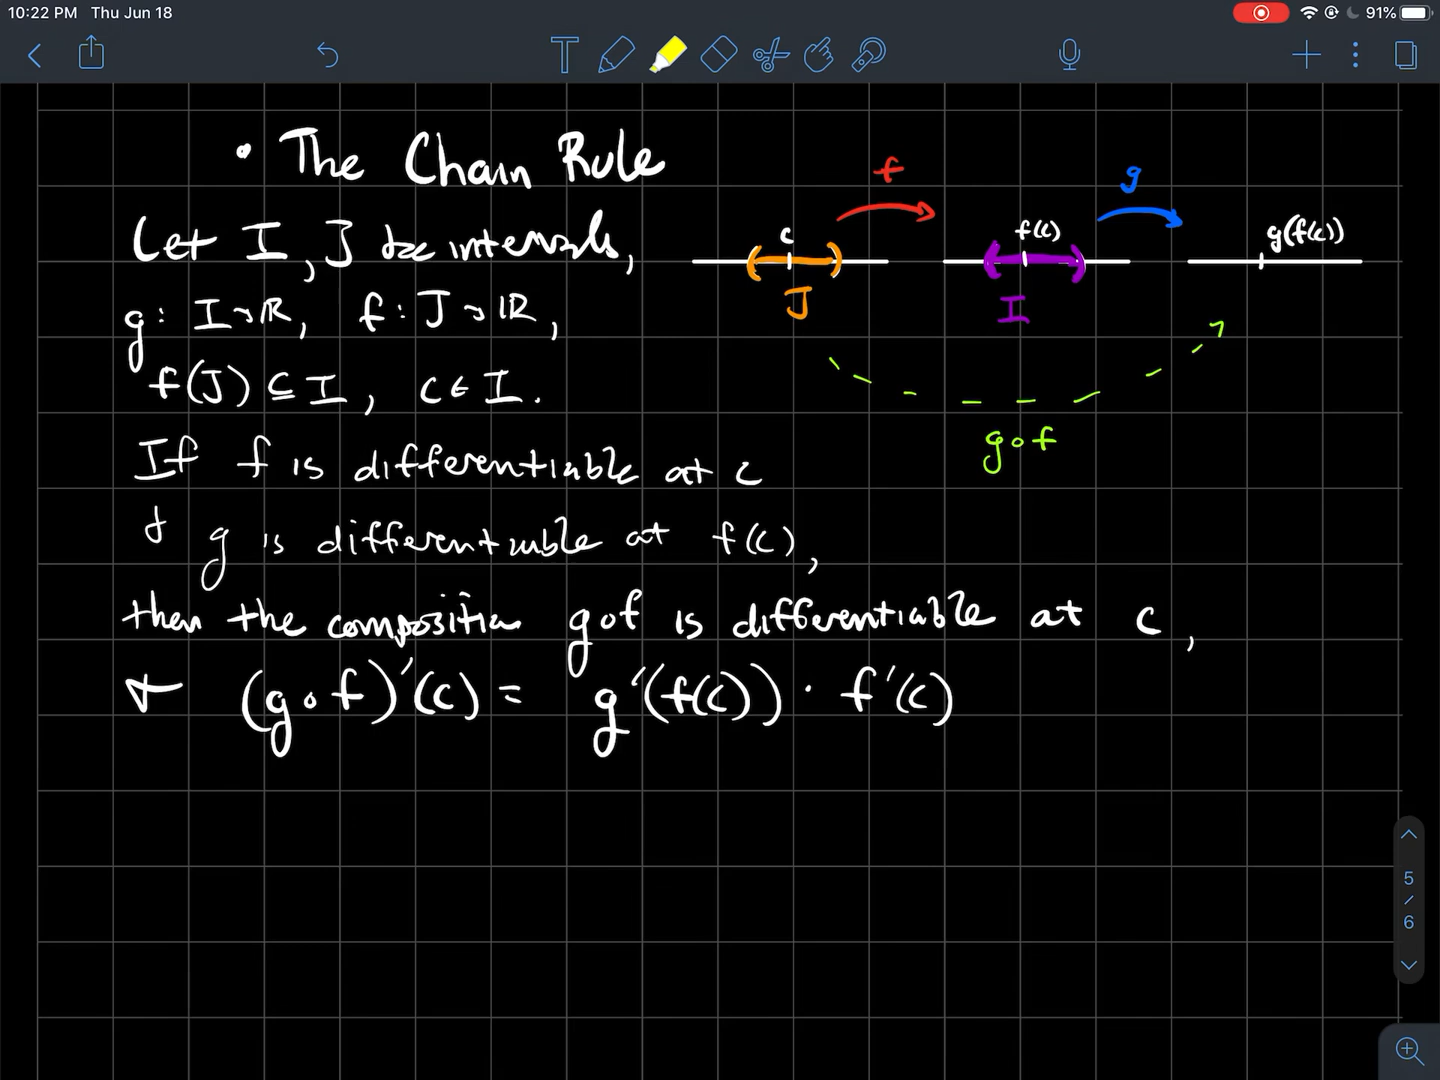 10:22 PM Thu Jun 18
91%
• The Chain Rule
Let I, J be intervals,
g: I → ℝ, f: J → ℝ,
f(J) ⊆ I, c ∈ I.
If f is differentiable at c
& g is differentiable at f(c),
then the composition g∘f is differentiable at c,
& (g∘f)'(c) = g'(f(c)) · f'(c)
f
g
c
f(c)
g(f(c))
J
I
g∘f
5
/
6